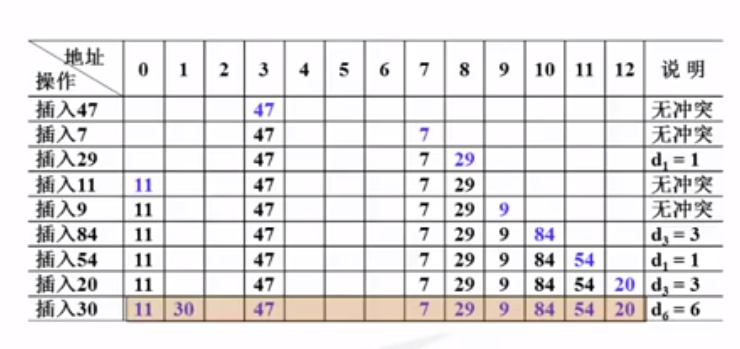 地址
操作 0 1 2 3 4 5 6 7 8 9 10 11 12 说 明
插入47 47 无冲突
插入7 47 7 无冲突
插入29 47 7 29 d₁ = 1
插入11 11 47 7 29 无冲突
插入9 11 47 7 29 9 无冲突
插入84 11 47 7 29 9 84 d₃ = 3
插入54 11 47 7 29 9 84 54 d₁ = 1
插入20 11 47 7 29 9 84 54 20 d₃ = 3
插入30 11 30 47 7 29 9 84 54 20 d₆ = 6